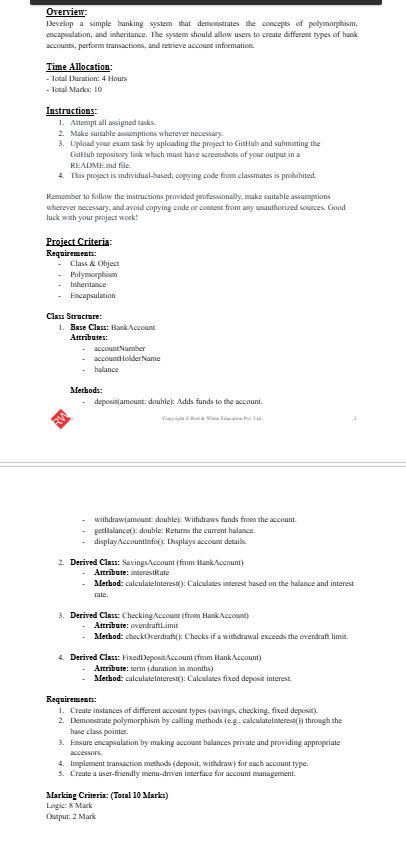 Overview:
Develop a simple banking system that demonstrates the concepts of polymorphism,
encapsulation, and inheritance. The system should allow users to create different types of bank
accounts, perform transactions, and retrieve account information.
Time Allocation:
- Total Duration: 4 Hours
- Total Marks: 10
Instructions:
1. Attempt all assigned tasks.
2. Make suitable assumptions wherever necessary.
3. Upload your exam task by uploading the project to GitHub and submitting the
GitHub repository link which must have screenshots of your output in a
README.md file.
4. This project is individual-based; copying code from classmates is prohibited.
Remember to follow the instructions provided professionally, make suitable assumptions
wherever necessary, and avoid copying code or content from any unauthorized sources. Good
luck with your project work!
Project Criteria:
Requirements:
- Class & Object
- Polymorphism
- Inheritance
- Encapsulation
Class Structure:
1. Base Class: BankAccount
Attributes:
- accountNumber
- accountHolderName
- balance
Methods:
- deposit(amount: double): Adds funds to the account.
RW
Copyright © Red & White Education Pvt. Ltd
2
- withdraw(amount: double): Withdraws funds from the account.
- getBalance(): double: Returns the current balance.
- displayAccountInfo(): Displays account details.
2. Derived Class: SavingsAccount (from BankAccount)
- Attribute: interestRate
- Method: calculateInterest(): Calculates interest based on the balance and interest
rate.
3. Derived Class: CheckingAccount (from BankAccount)
- Attribute: overdraftLimit
- Method: checkOverdraft(): Checks if a withdrawal exceeds the overdraft limit.
4. Derived Class: FixedDepositAccount (from BankAccount)
- Attribute: term (duration in months)
- Method: calculateInterest(): Calculates fixed deposit interest.
Requirements:
1. Create instances of different account types (savings, checking, fixed deposit).
2. Demonstrate polymorphism by calling methods (e.g., calculateInterest()) through the
base class pointer.
3. Ensure encapsulation by making account balances private and providing appropriate
accessors.
4. Implement transaction methods (deposit, withdraw) for each account type.
5. Create a user-friendly menu-driven interface for account management.
Marking Criteria: (Total 10 Marks)
Logic: 8 Mark
Output: 2 Mark